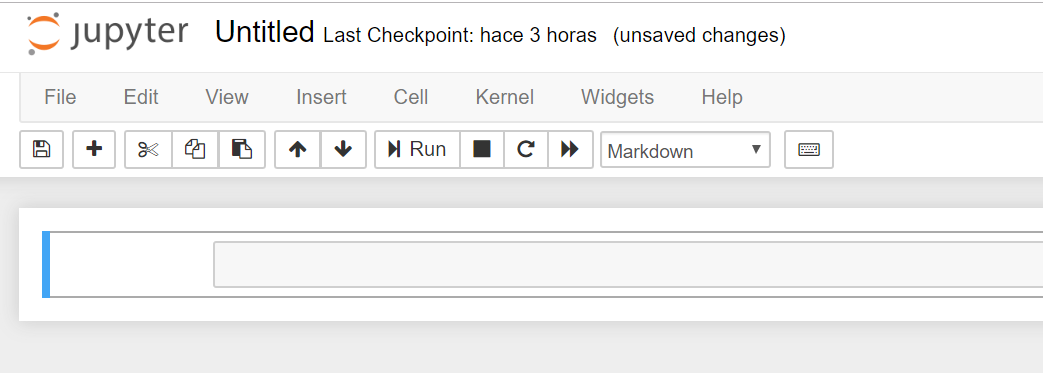 jupyter Untitled Last Checkpoint: hace 3 horas (unsaved changes)
File Edit View Insert Cell Kernel Widgets Help
Run Markdown